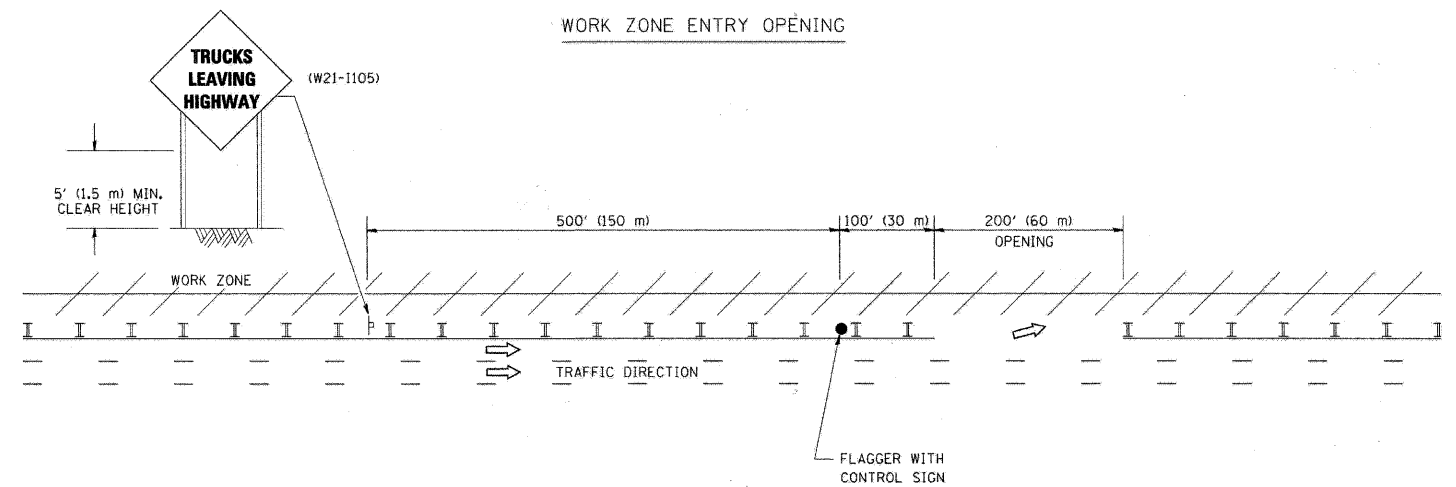 WORK ZONE ENTRY OPENING
TRUCKS
LEAVING
HIGHWAY
(W21-I105)
5' (1.5 m) MIN.
CLEAR HEIGHT
500' (150 m)
100' (30 m)
200' (60 m)
OPENING
WORK ZONE
TRAFFIC DIRECTION
FLAGGER WITH
CONTROL SIGN